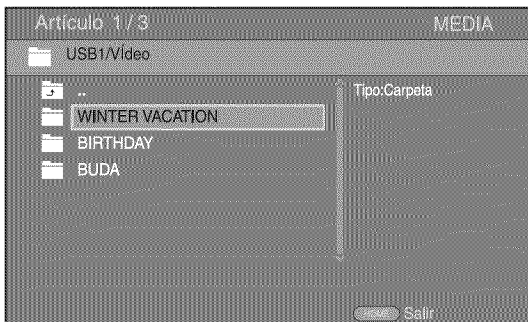 Artículo 1 / 3 MEDIA
USB1/Vídeo
..
Tipo:Carpeta
WINTER VACATION
BIRTHDAY
BUDA
HOME Salir